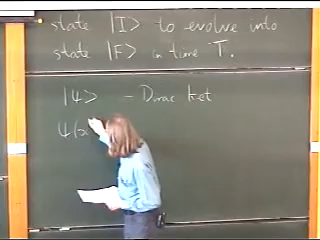 state |I> to evolve into
state |F> in time T.
|Ψ> - Dirac ket
Ψ(x